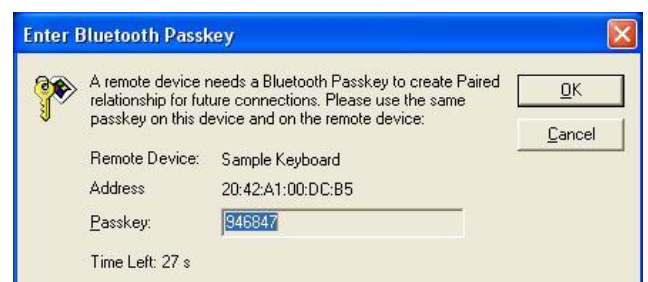 Enter Bluetooth Passkey
A remote device needs a Bluetooth Passkey to create Paired
relationship for future connections. Please use the same
passkey on this device and on the remote device:
OK
Cancel
Remote Device: Sample Keyboard
Address 20:42:A1:00:DC:B5
Passkey: 946847
Time Left: 27 s